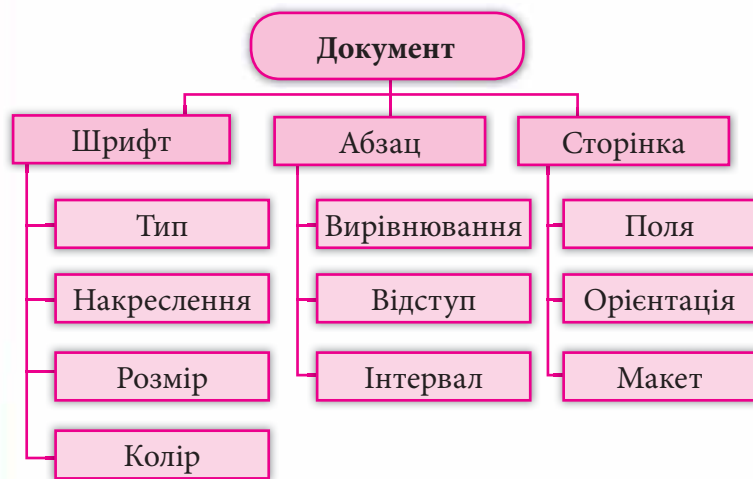 Документ
Шрифт
Абзац
Сторінка
Тип
Вирівнювання
Поля
Накреслення
Відступ
Орієнтація
Розмір
Інтервал
Макет
Колір